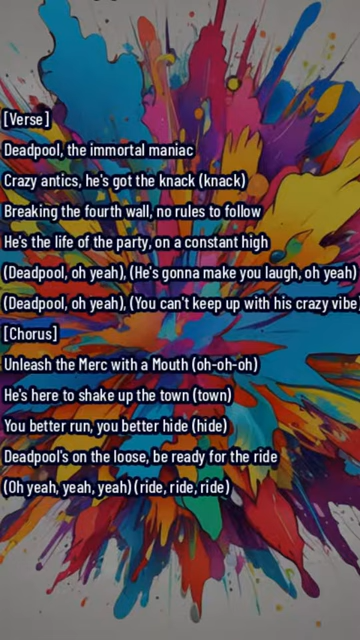 [Verse]
Deadpool, the immortal maniac
Crazy antics, he's got the knack (knack)
Breaking the fourth wall, no rules to follow
He's the life of the party, on a constant high
(Deadpool, oh yeah), (He's gonna make you laugh, oh yeah)
(Deadpool, oh yeah), (You can't keep up with his crazy vibe
[Chorus]
Unleash the Merc with a Mouth (oh-oh-oh)
He's here to shake up the town (town)
You better run, you better hide (hide)
Deadpool's on the loose, be ready for the ride
(Oh yeah, yeah, yeah) (ride, ride, ride)